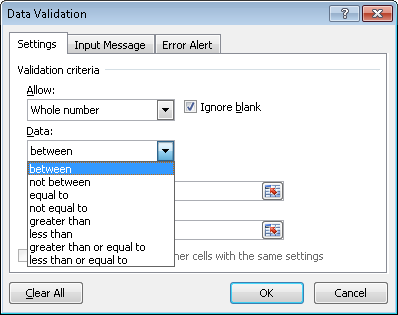 Data Validation
Settings Input Message Error Alert
Validation criteria
Allow:
Whole number Ignore blank
Data:
between
between
not between
equal to
not equal to
greater than
less than
greater than or equal to
less than or equal to
her cells with the same settings
Clear All OK Cancel